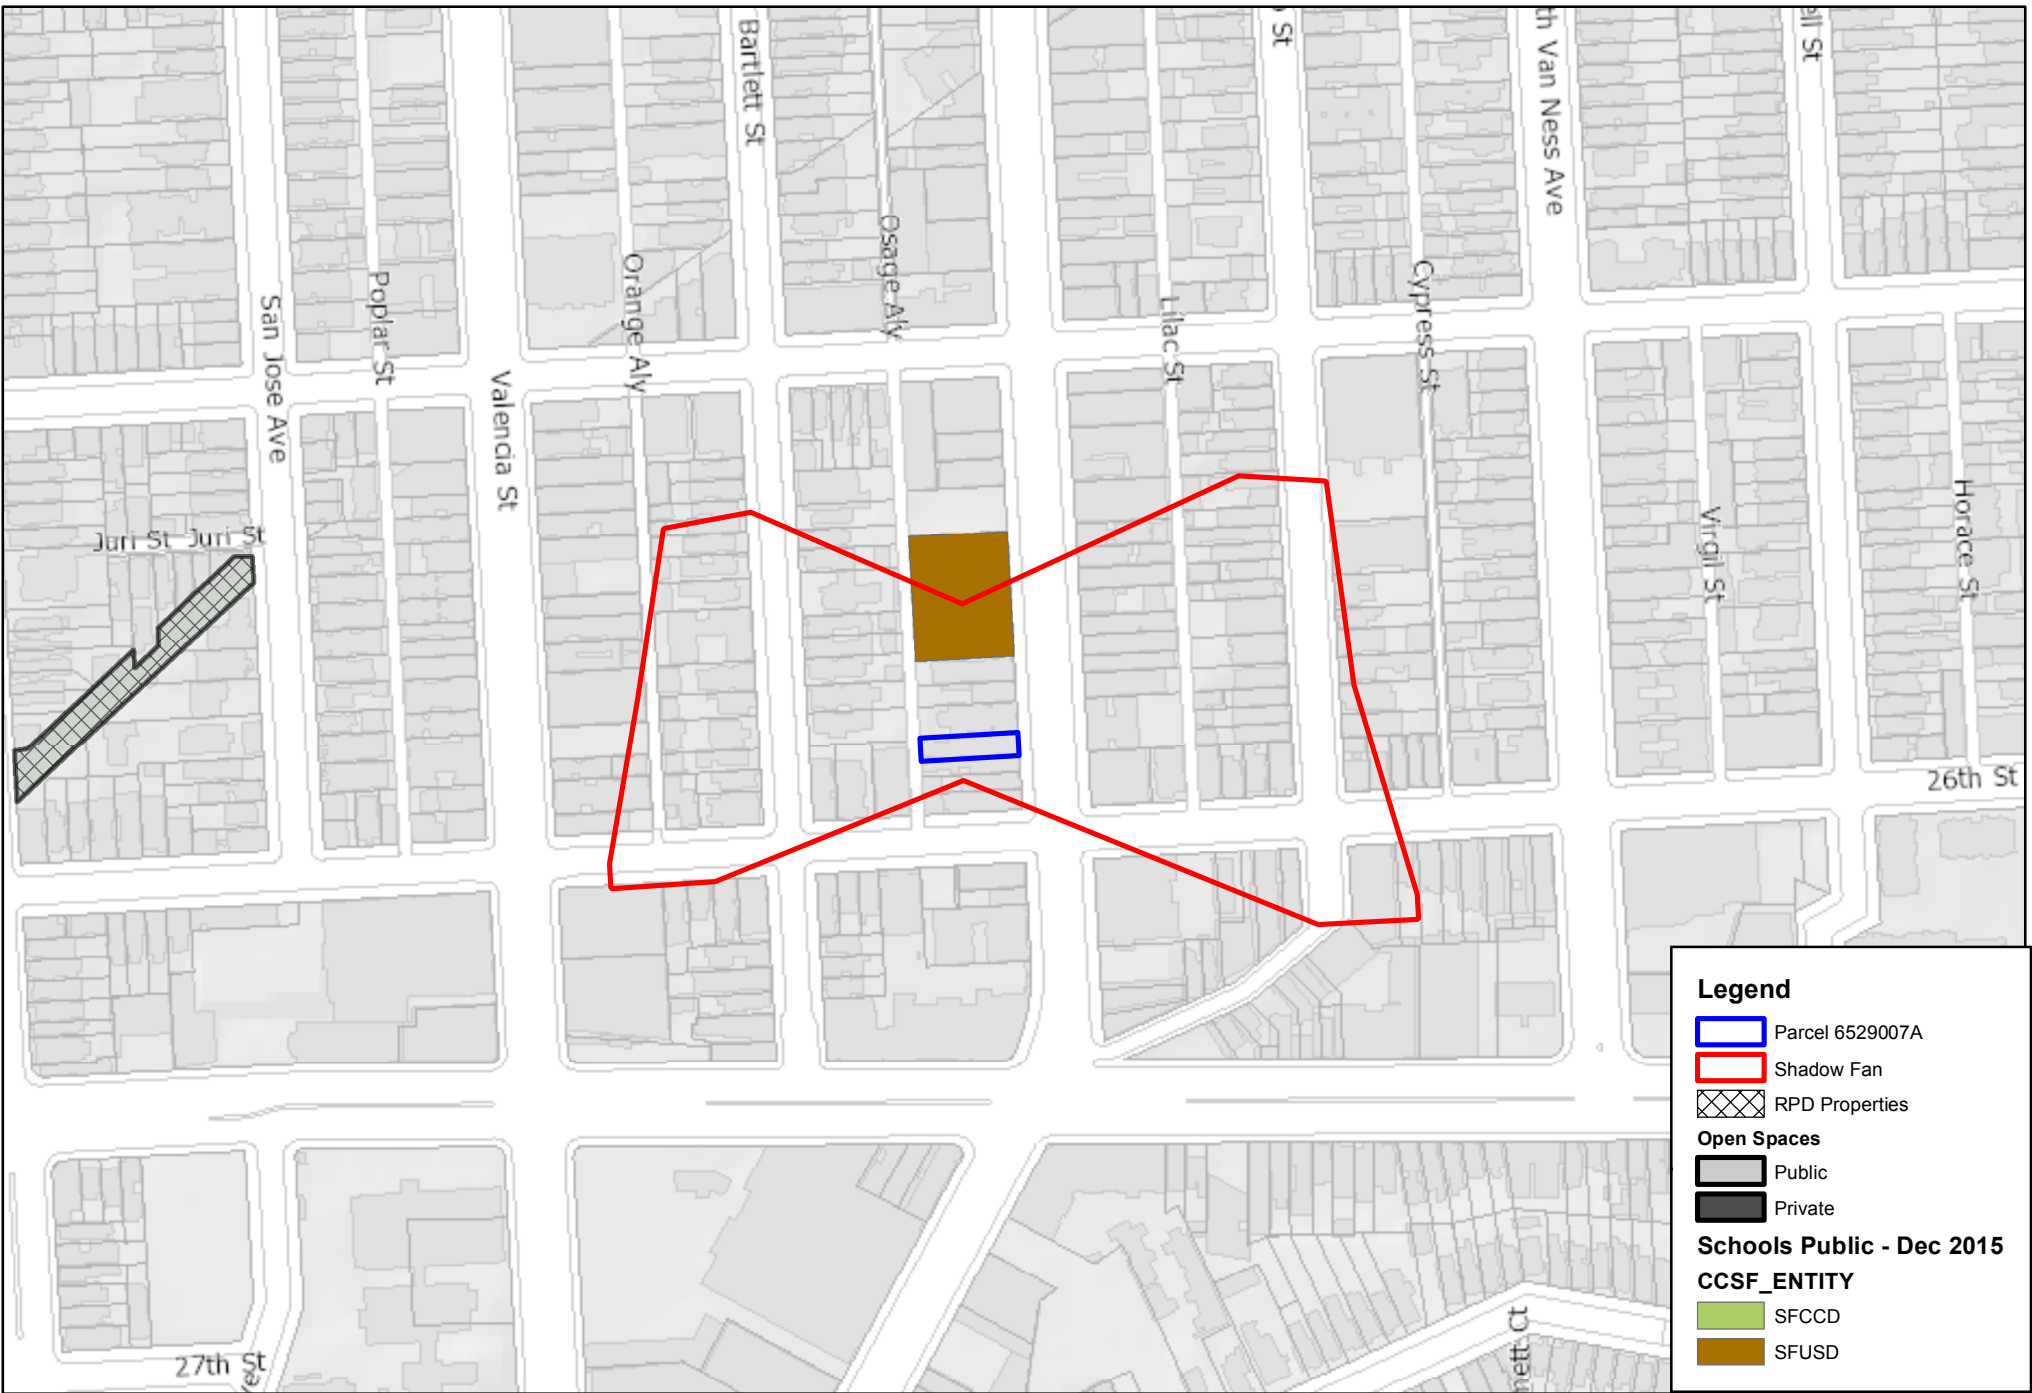 Bartlett St
St
th Van Ness Ave
ell St
Osage Aly
Orange Aly
Poplar St
San Jose Ave
Valencia St
Lilac St
Cypress St
Juri St Juri St
Virgil St
Horace St
26th St
27th St
Legend
Parcel 6529007A
Shadow Fan
RPD Properties
Open Spaces
Public
Private
Schools Public - Dec 2015
CCSF_ENTITY
SFCCD
SFUSD